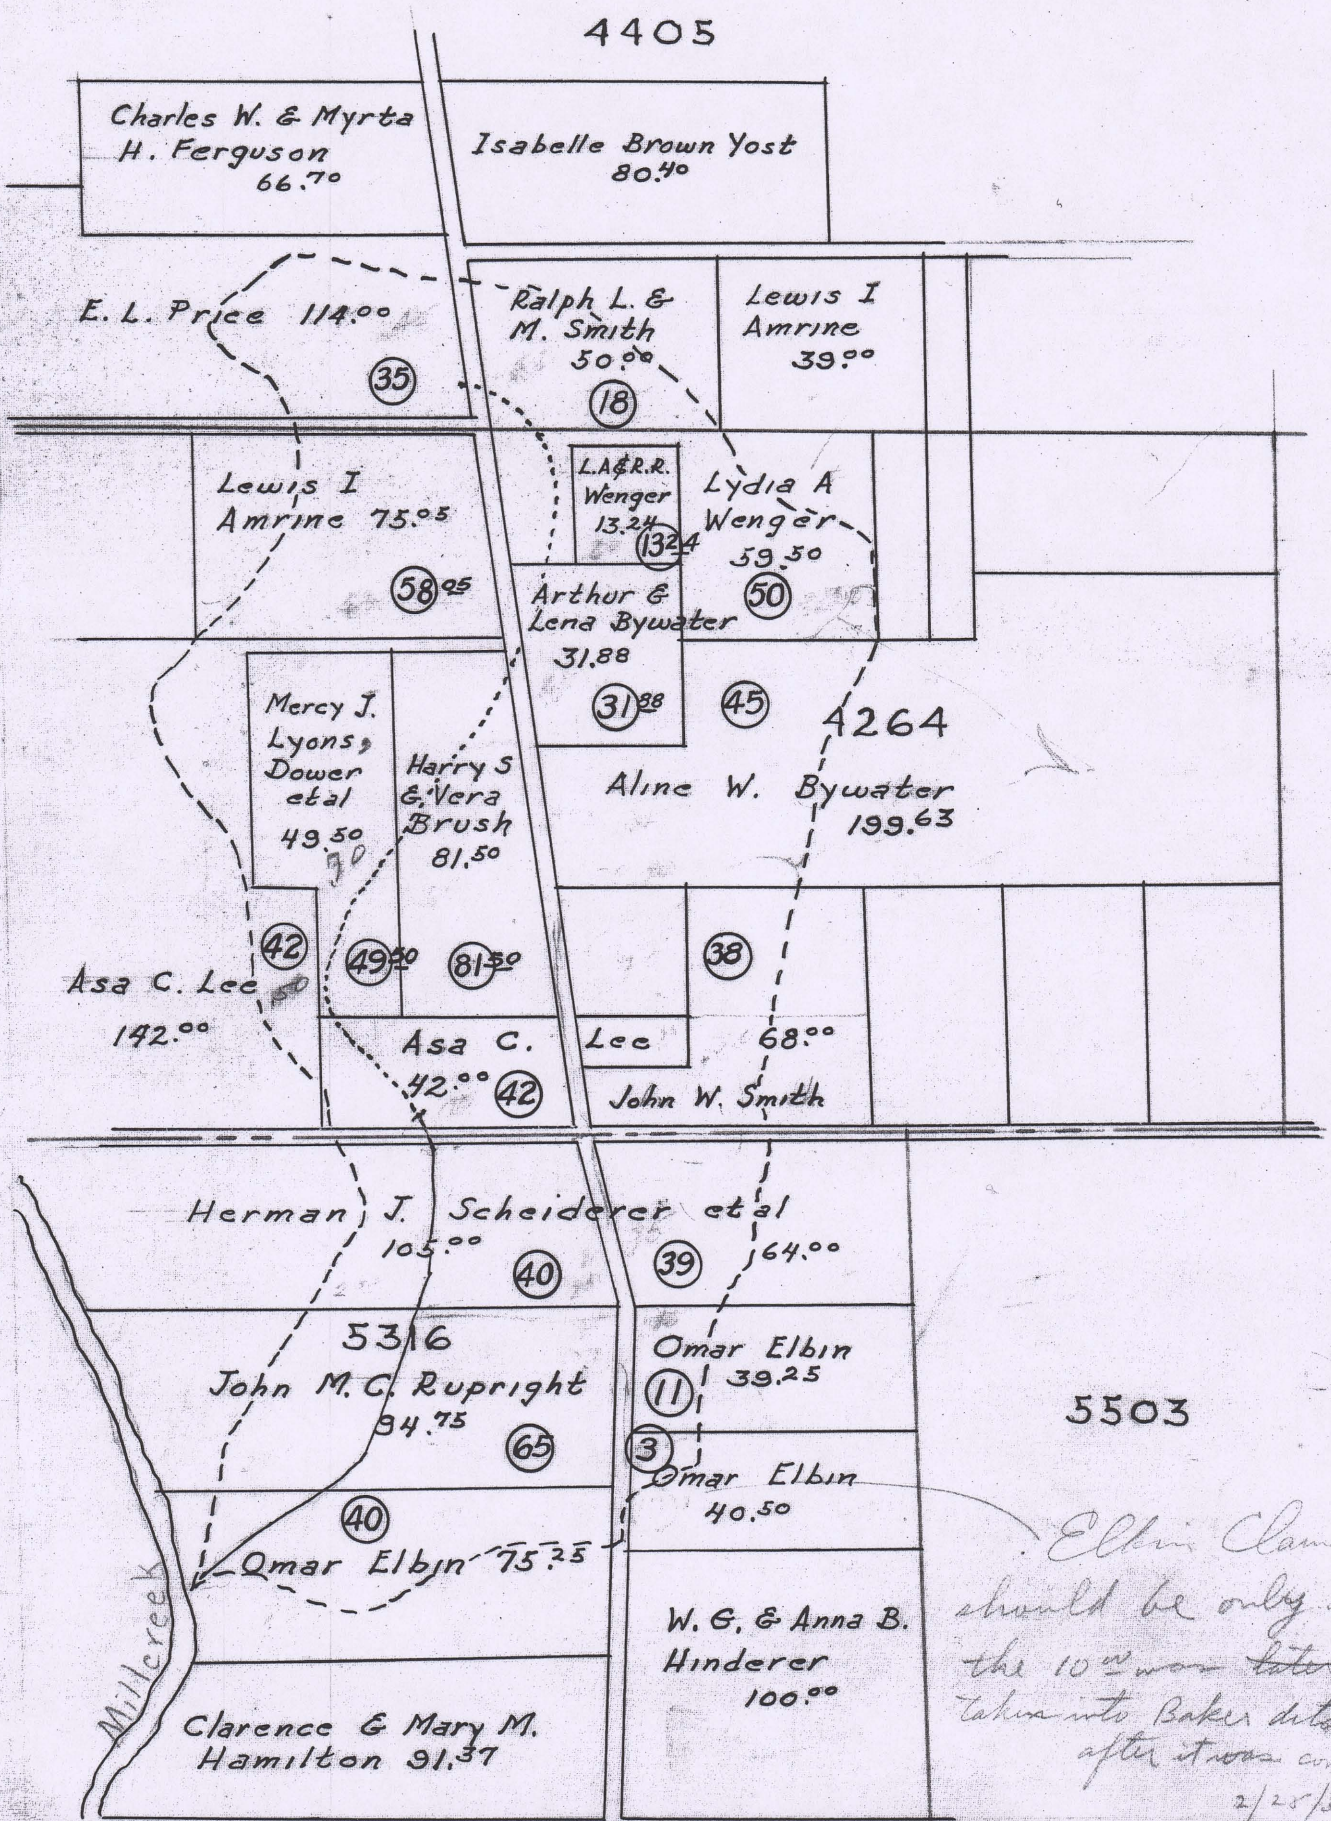 4405
Charles W. & Myrta
H. Ferguson
66.70
Isabelle Brown Yost
80.40
E. L. Price 114.00
35
Ralph L. &
M. Smith
50.00
18
Lewis I
Amrine
39.00
Lewis I
Amrine 75.05
58.05
L.A & R.R.
Wenger
13.24
13 24
Lydia A
Wenger
59.50
50
Arthur &
Lena Bywater
31.88
31 88
45
4264
Aline W. Bywater
199.63
Mercy J.
Lyons,
Dower
etal
49.50
Harry S
& Vera
Brush
81.50
42
49 50
81 50
38
Asa C. Lee
142.00
Asa C. Lee
42.00
42
68.00
John W. Smith
Herman J. Scheiderer etal
105.00
40
39
64.00
5316
John M. C. Rupright
94.75
65
Omar Elbin
39.25
11
3
Omar Elbin
40.50
5503
40
Omar Elbin 75.25
Millcreek
W. G. & Anna B.
Hinderer
100.00
Clarence & Mary M.
Hamilton 91.37
should be only
the 10 00 was
Taken into Baker
after it was